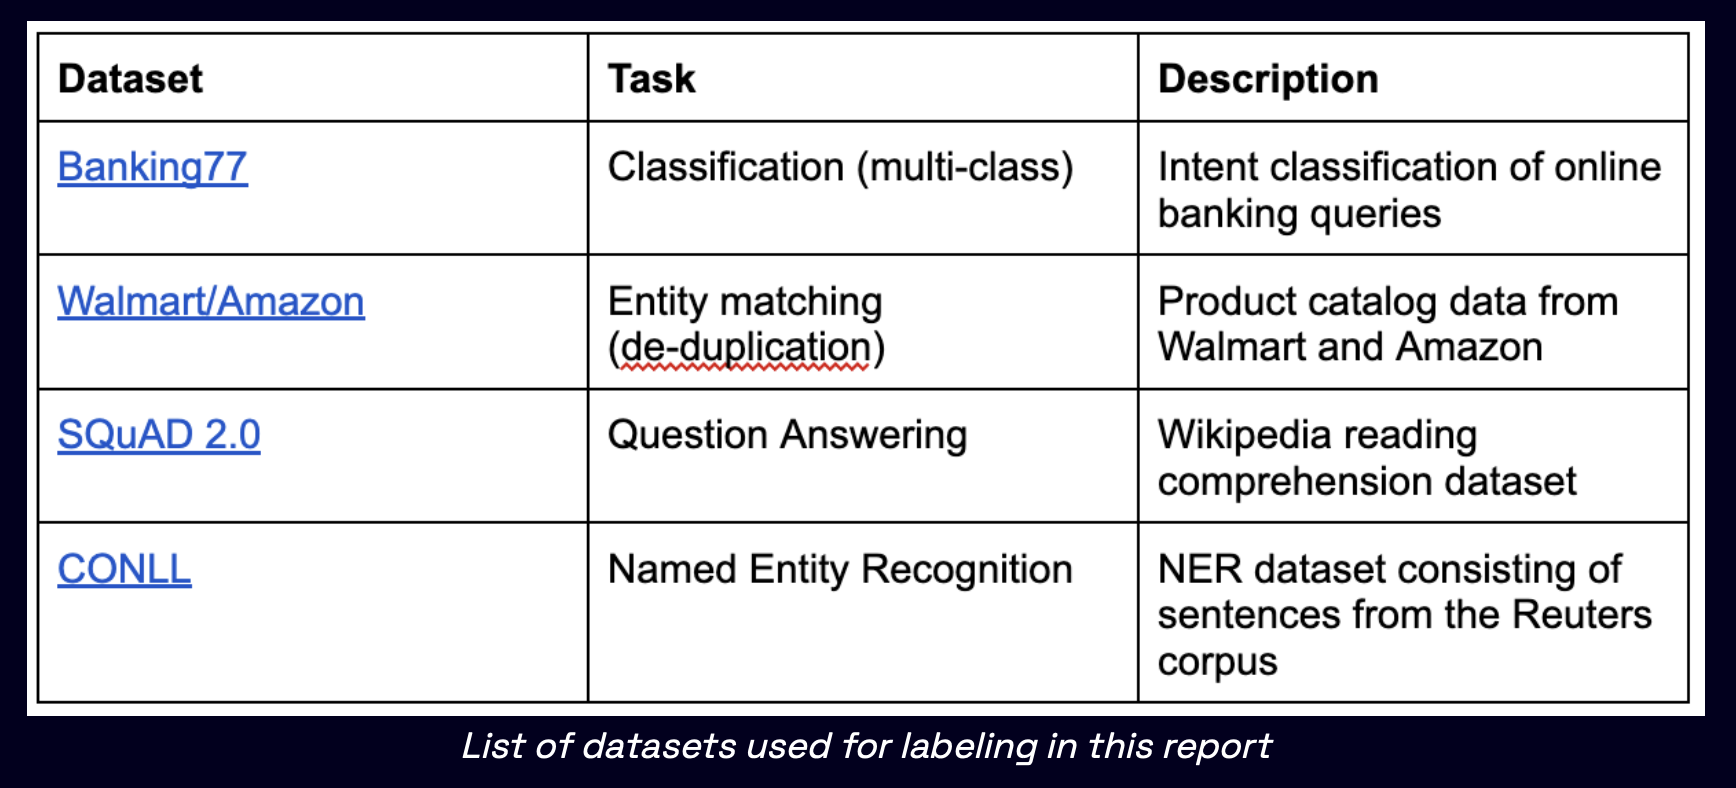 Dataset
Task
Description
Banking77
Classification (multi-class)
Intent classification of online
banking queries
Walmart/Amazon
Entity matching
(de-duplication)
Product catalog data from
Walmart and Amazon
SQuAD 2.0
Question Answering
Wikipedia reading
comprehension dataset
CONLL
Named Entity Recognition
NER dataset consisting of
sentences from the Reuters
corpus
List of datasets used for labeling in this report